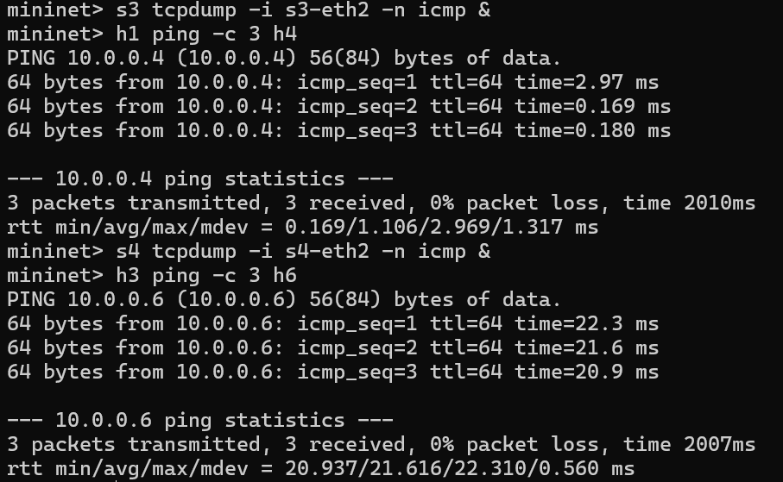 mininet> s3 tcpdump -i s3-eth2 -n icmp &
mininet> h1 ping -c 3 h4
PING 10.0.0.4 (10.0.0.4) 56(84) bytes of data.
64 bytes from 10.0.0.4: icmp_seq=1 ttl=64 time=2.97 ms
64 bytes from 10.0.0.4: icmp_seq=2 ttl=64 time=0.169 ms
64 bytes from 10.0.0.4: icmp_seq=3 ttl=64 time=0.180 ms

--- 10.0.0.4 ping statistics ---
3 packets transmitted, 3 received, 0% packet loss, time 2010ms
rtt min/avg/max/mdev = 0.169/1.106/2.969/1.317 ms
mininet> s4 tcpdump -i s4-eth2 -n icmp &
mininet> h3 ping -c 3 h6
PING 10.0.0.6 (10.0.0.6) 56(84) bytes of data.
64 bytes from 10.0.0.6: icmp_seq=1 ttl=64 time=22.3 ms
64 bytes from 10.0.0.6: icmp_seq=2 ttl=64 time=21.6 ms
64 bytes from 10.0.0.6: icmp_seq=3 ttl=64 time=20.9 ms

--- 10.0.0.6 ping statistics ---
3 packets transmitted, 3 received, 0% packet loss, time 2007ms
rtt min/avg/max/mdev = 20.937/21.616/22.310/0.560 ms